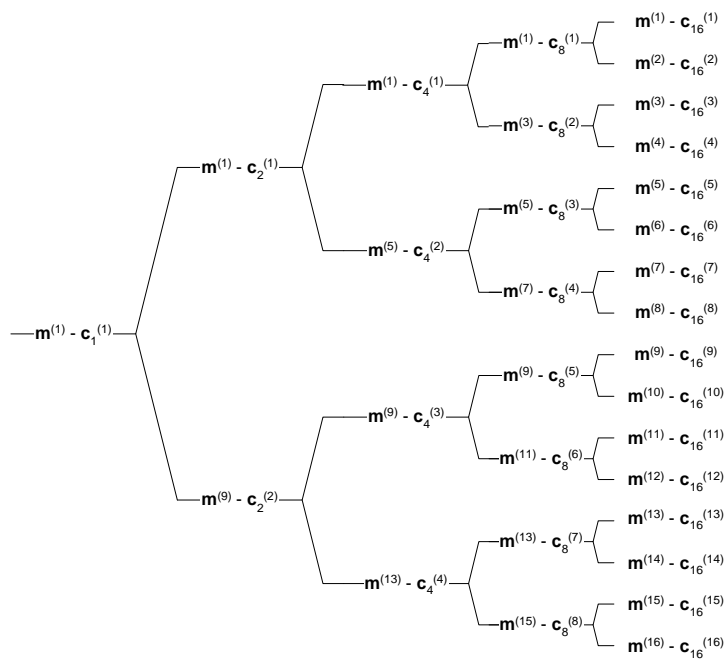 m(1) - c16(1)
m(1) - c8(1)
m(2) - c16(2)
m(1) - c4(1)
m(3) - c16(3)
m(3) - c8(2)
m(4) - c16(4)
m(1) - c2(1)
m(5) - c16(5)
m(5) - c8(3)
m(6) - c16(6)
m(5) - c4(2)
m(7) - c16(7)
m(7) - c8(4)
m(8) - c16(8)
m(1) - c1(1)
m(9) - c16(9)
m(9) - c8(5)
m(10) - c16(10)
m(9) - c4(3)
m(11) - c16(11)
m(11) - c8(6)
m(12) - c16(12)
m(9) - c2(2)
m(13) - c16(13)
m(13) - c8(7)
m(14) - c16(14)
m(13) - c4(4)
m(15) - c16(15)
m(15) - c8(8)
m(16) - c16(16)